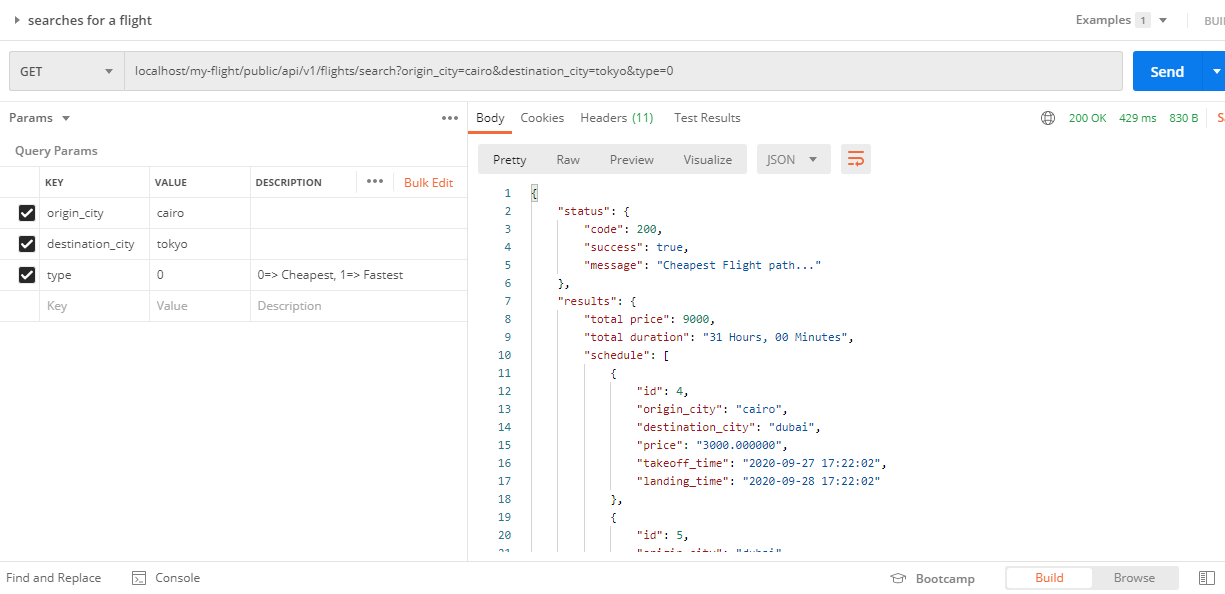 searches for a flight
Examples 1
BUI
GET
localhost/my-flight/public/api/v1/flights/search?origin_city=cairo&destination_city=tokyo&type=0
Send
Params
Body Cookies Headers (11) Test Results
200 OK 429 ms 830 B S
Query Params
Pretty Raw Preview Visualize JSON
KEY VALUE DESCRIPTION ••• Bulk Edit
origin_city cairo
destination_city tokyo
type 0 0=> Cheapest, 1=> Fastest
Key Value Description
1 {
2 "status": {
3 "code": 200,
4 "success": true,
5 "message": "Cheapest Flight path..."
6 },
7 "results": {
8 "total price": 9000,
9 "total duration": "31 Hours, 00 Minutes",
10 "schedule": [
11 {
12 "id": 4,
13 "origin_city": "cairo",
14 "destination_city": "dubai",
15 "price": "3000.000000",
16 "takeoff_time": "2020-09-27 17:22:02",
17 "landing_time": "2020-09-28 17:22:02"
18 },
19 {
20 "id": 5,
21 "origin_city": "dubai"
Find and Replace Console Bootcamp Build Browse